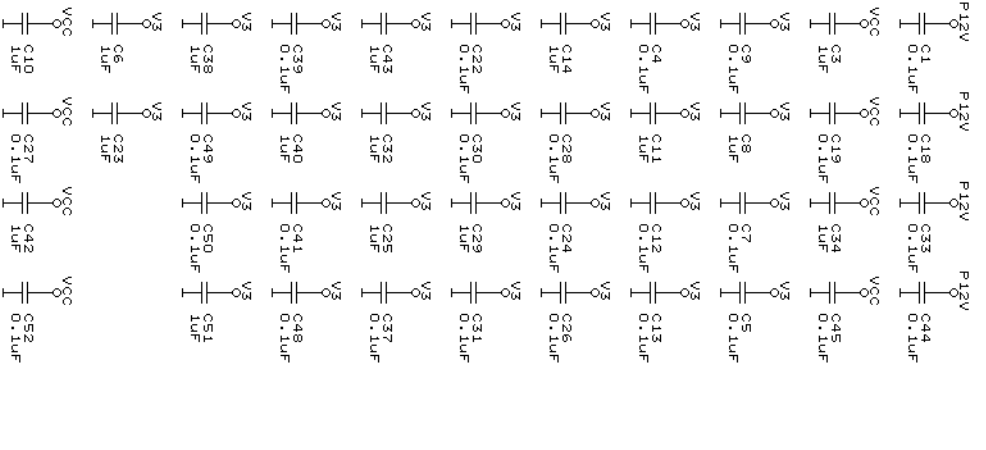 P12V P12V P12V P12V
C1 C18 C33 C44
0.1uF 0.1uF 0.1uF 0.1uF
VCC VCC VCC VCC
C3 C19 C34 C45
1uF 0.1uF 1uF 0.1uF
V3 V3 V3 V3
C9 C8 C7 C5
0.1uF 1uF 0.1uF 0.1uF
V3 V3 V3 V3
C4 C11 C12 C13
0.1uF 1uF 0.1uF 0.1uF
V3 V3 V3 V3
C14 C28 C24 C26
1uF 0.1uF 0.1uF 0.1uF
V3 V3 V3 V3
C22 C30 C29 C31
0.1uF 0.1uF 1uF 0.1uF
V3 V3 V3 V3
C43 C32 C25 C37
1uF 1uF 1uF 0.1uF
V3 V3 V3 V3
C39 C40 C41 C48
0.1uF 1uF 0.1uF 0.1uF
V3 V3 V3 V3
C38 C49 C50 C51
1uF 0.1uF 0.1uF 1uF
V3 V3
C6 C23
1uF 1uF
VCC VCC VCC VCC
C10 C27 C42 C52
1uF 0.1uF 1uF 0.1uF